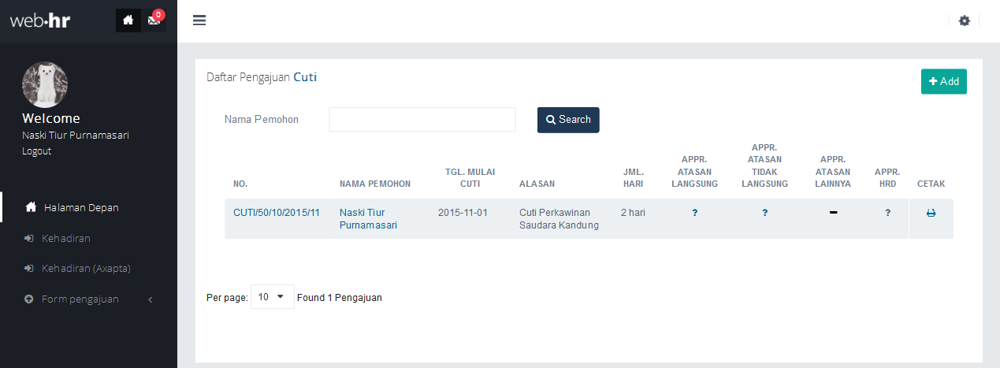 web·hr
0
Welcome
Naski Tiur Purnamasari
Logout
Halaman Depan
Kehadiran
Kehadiran (Axapta)
Form pengajuan
Daftar Pengajuan Cuti
+ Add
Nama Pemohon
Search
NO.
NAMA PEMOHON
TGL. MULAI
CUTI
ALASAN
JML.
HARI
APPR.
ATASAN
LANGSUNG
APPR.
ATASAN
TIDAK
LANGSUNG
APPR.
ATASAN
LAINNYA
APPR.
HRD
CETAK
CUTI/50/10/2015/11
Naski Tiur
Purnamasari
2015-11-01
Cuti Perkawinan
Saudara Kandung
2 hari
?
?
–
?
Per page: 10 Found 1 Pengajuan